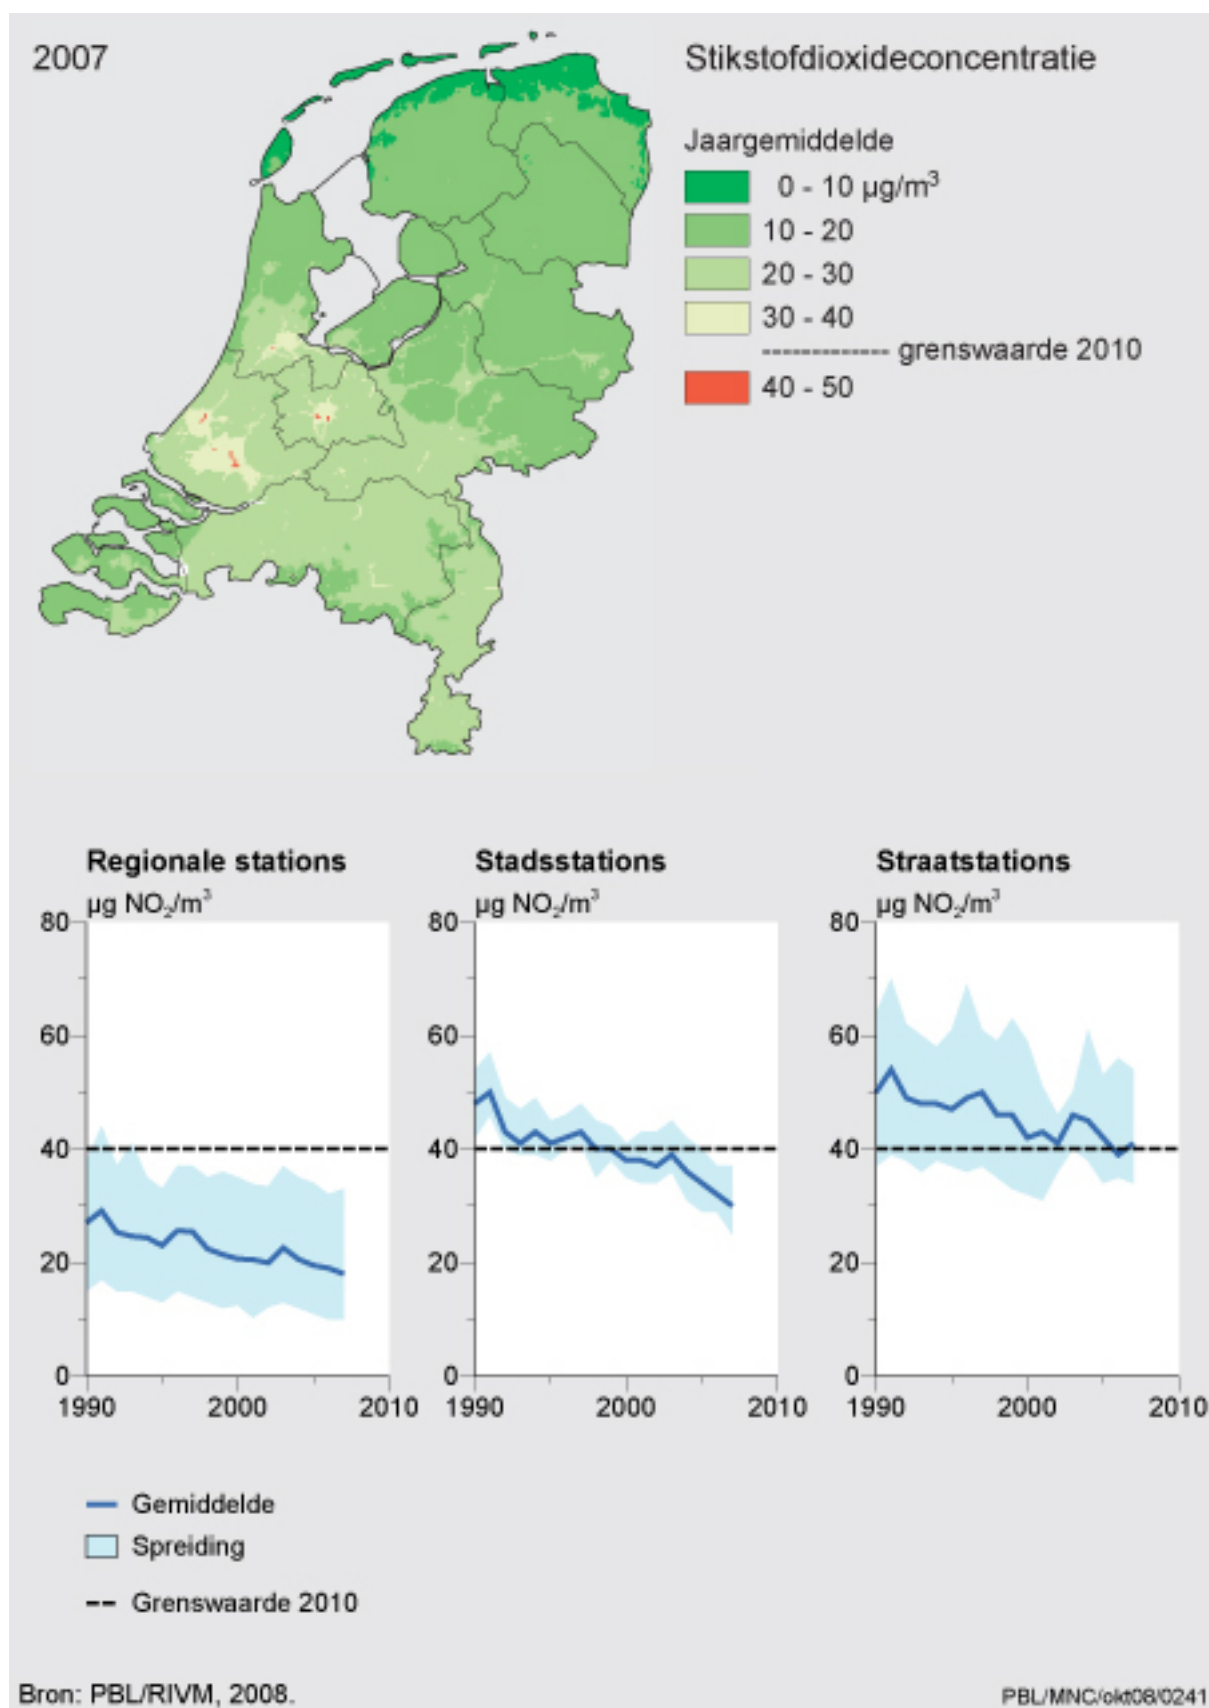 2007
Stikstofdioxideconcentratie
Jaargemiddelde
0 - 10 µg/m³
10 - 20
20 - 30
30 - 40
grenswaarde 2010
40 - 50
Regionale stations
µg NO₂/m³
80
60
40
20
0
1990 2000 2010
Stadsstations
µg NO₂/m³
80
60
40
20
0
1990 2000 2010
Straatstations
µg NO₂/m³
80
60
40
20
0
1990 2000 2010
Gemiddelde
Spreiding
Grenswaarde 2010
Bron: PBL/RIVM, 2008.
PBL/MNC/okt08/0241